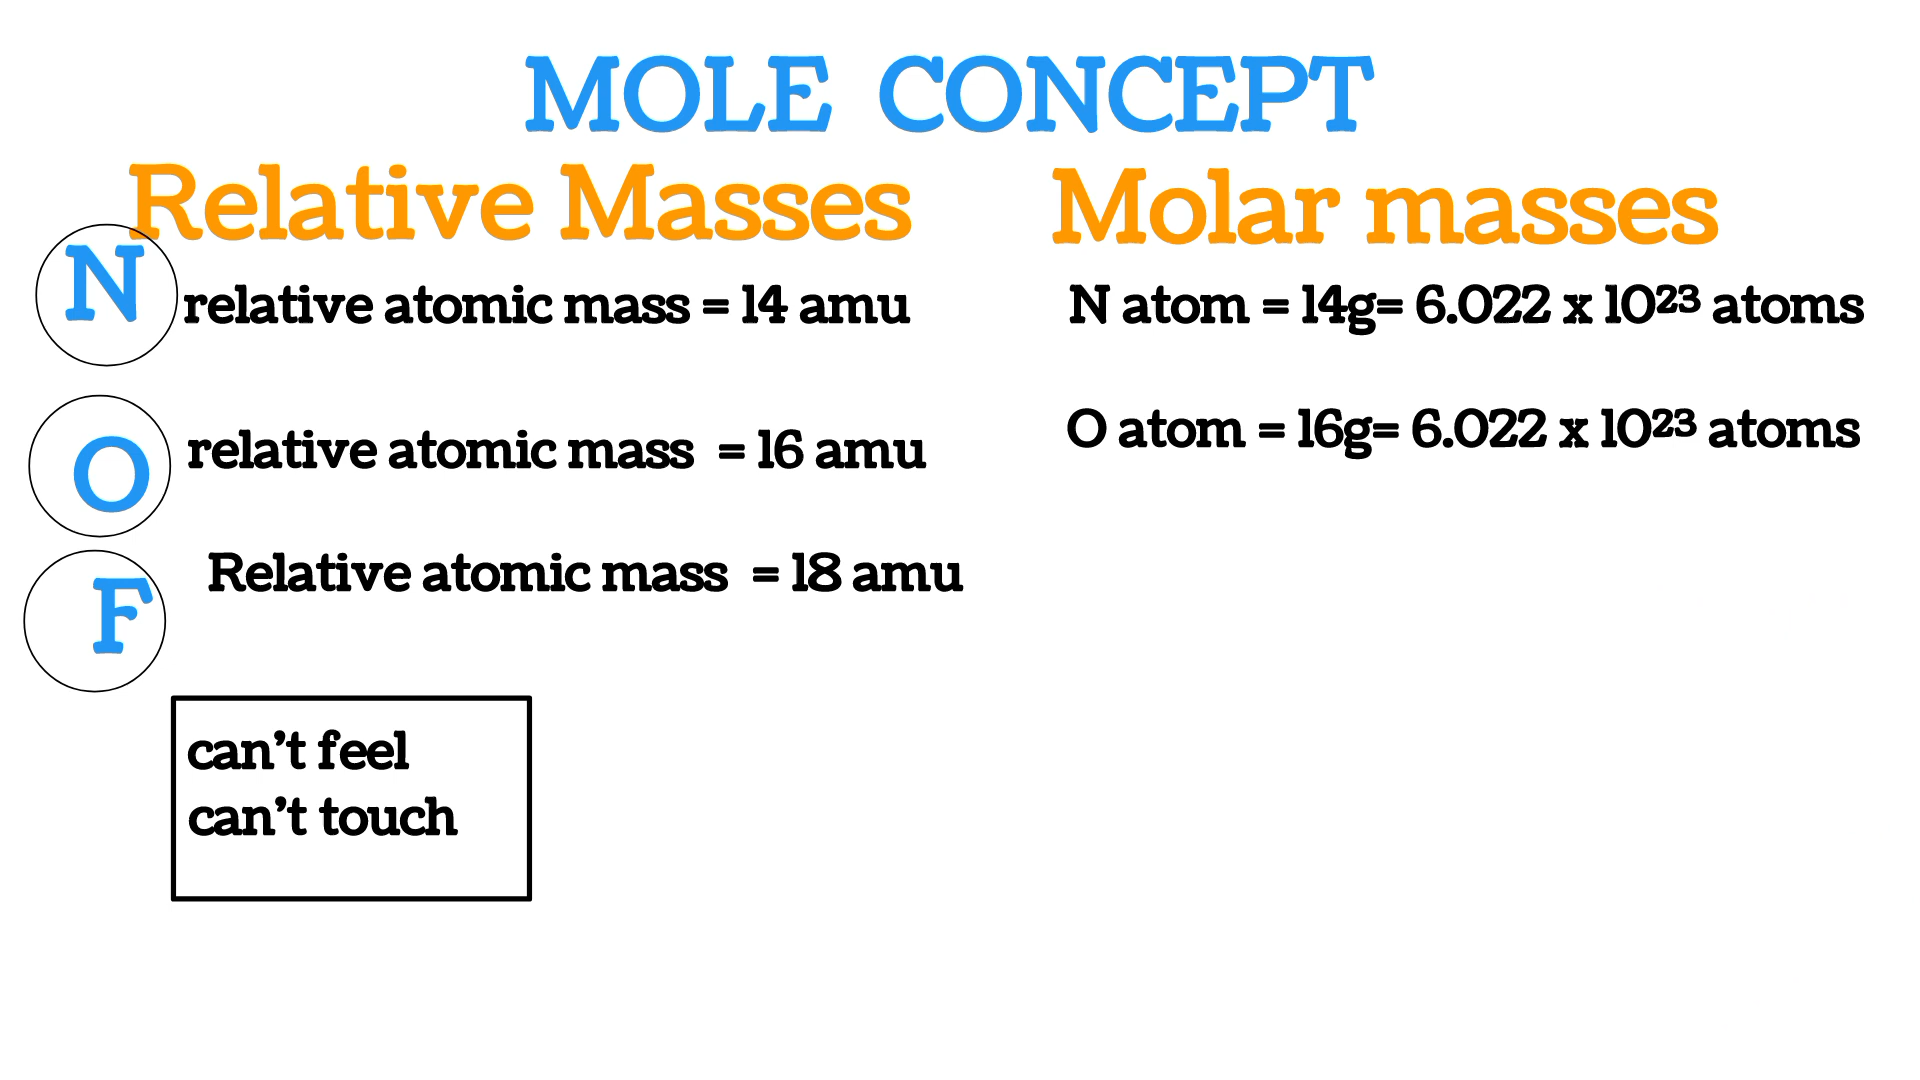 MOLE CONCEPT
Relative Masses
Molar masses
N
relative atomic mass = 14 amu
N atom = 14g= 6.022 x 10²³ atoms
O
relative atomic mass = 16 amu
O atom = 16g= 6.022 x 10²³ atoms
F
Relative atomic mass = 18 amu
can't feel
can't touch